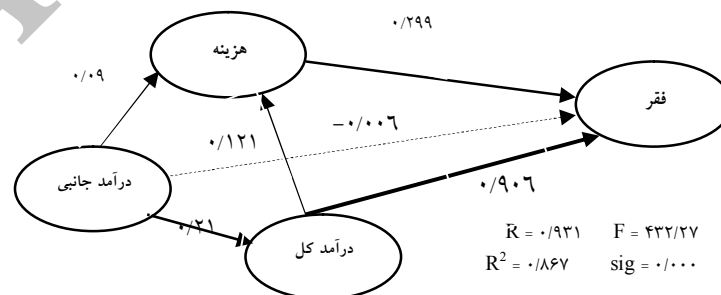 ۰/۲۹۹
هزینه
۰/۰۹
فقر
−۰/۰۰۶
۰/۱۲۱
درآمد جانبی
۰/۹۰۶
۰/۲۱
درآمد کل
R = ۰/۹۳۱ F = ۴۳۲/۲۷
R² = ۰/۸۶۷ sig = ۰/۰۰۰